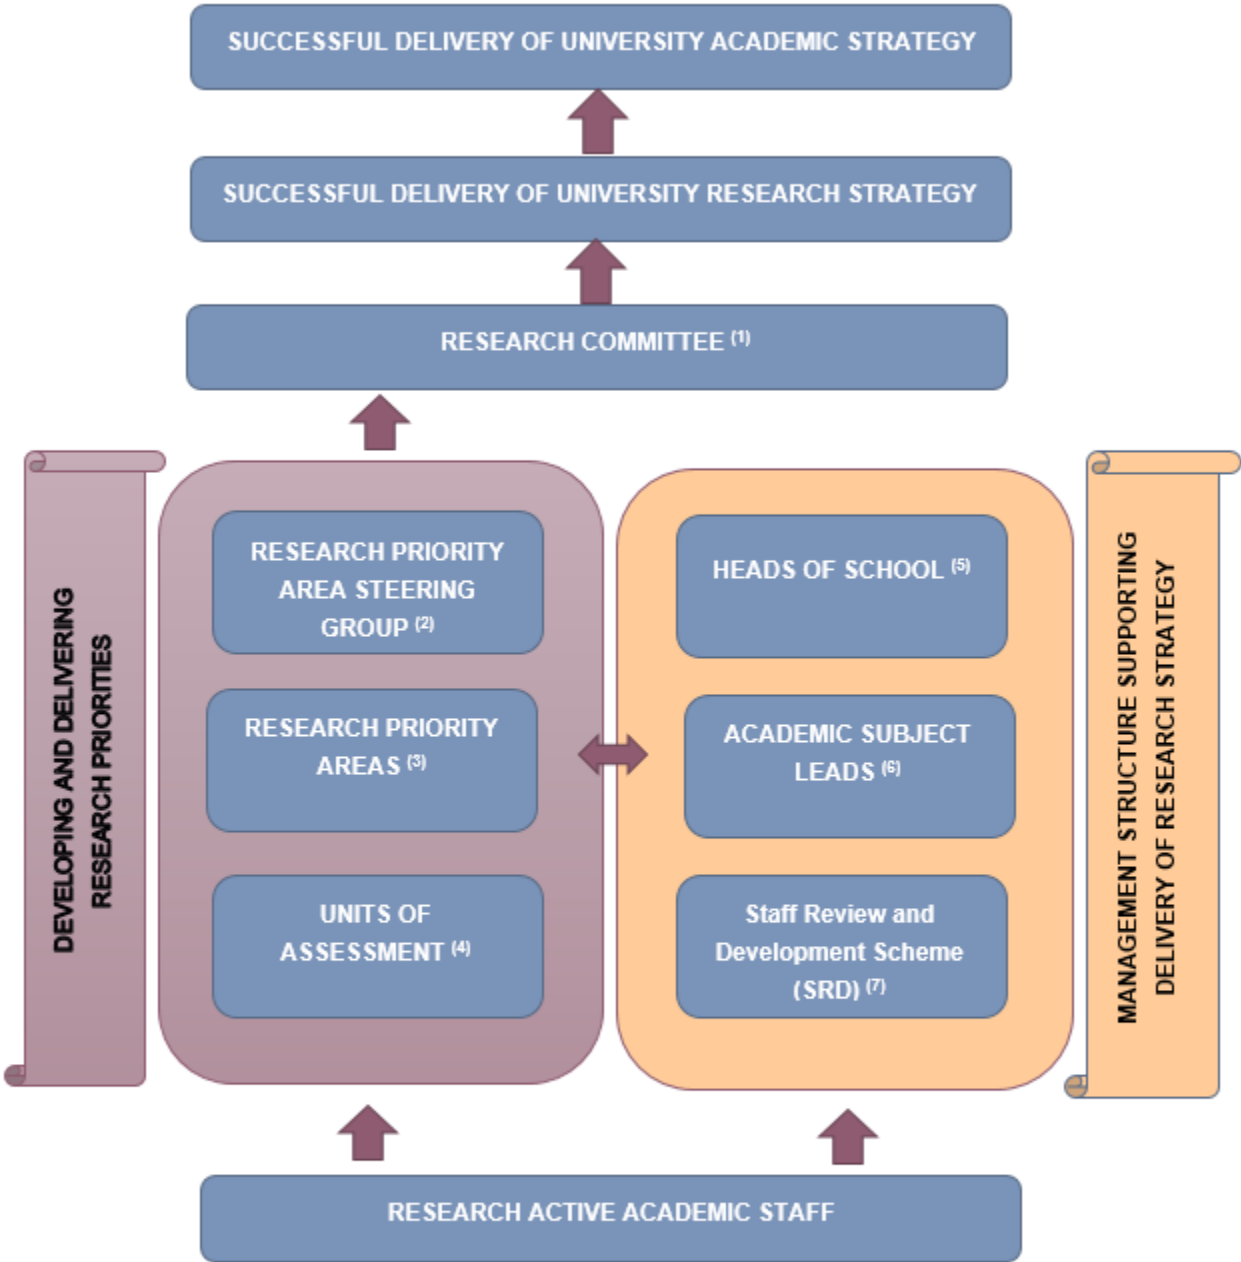 SUCCESSFUL DELIVERY OF UNIVERSITY ACADEMIC STRATEGY
SUCCESSFUL DELIVERY OF UNIVERSITY RESEARCH STRATEGY
RESEARCH COMMITTEE (1)
DEVELOPING AND DELIVERING
RESEARCH PRIORITIES
RESEARCH PRIORITY
AREA STEERING
GROUP (2)
RESEARCH PRIORITY
AREAS (3)
UNITS OF
ASSESSMENT (4)
HEADS OF SCHOOL (5)
ACADEMIC SUBJECT
LEADS (6)
Staff Review and
Development Scheme
(SRD) (7)
MANAGEMENT STRUCTURE SUPPORTING
DELIVERY OF RESEARCH STRATEGY
RESEARCH ACTIVE ACADEMIC STAFF